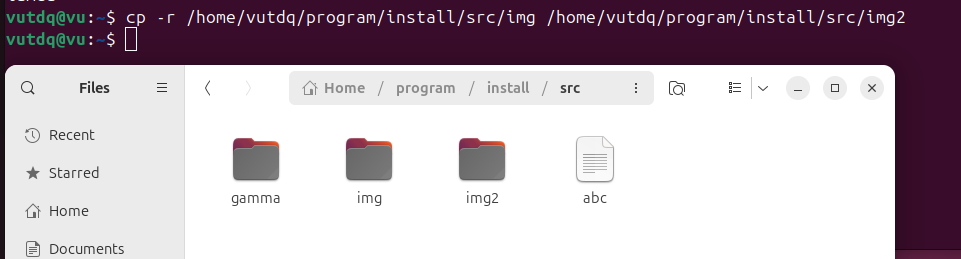 vutdq@vu:~$ cp -r /home/vutdq/program/install/src/img /home/vutdq/program/install/src/img2
vutdq@vu:~$
Files
Home / program / install / src
Recent
Starred
Home
Documents
gamma
img
img2
abc